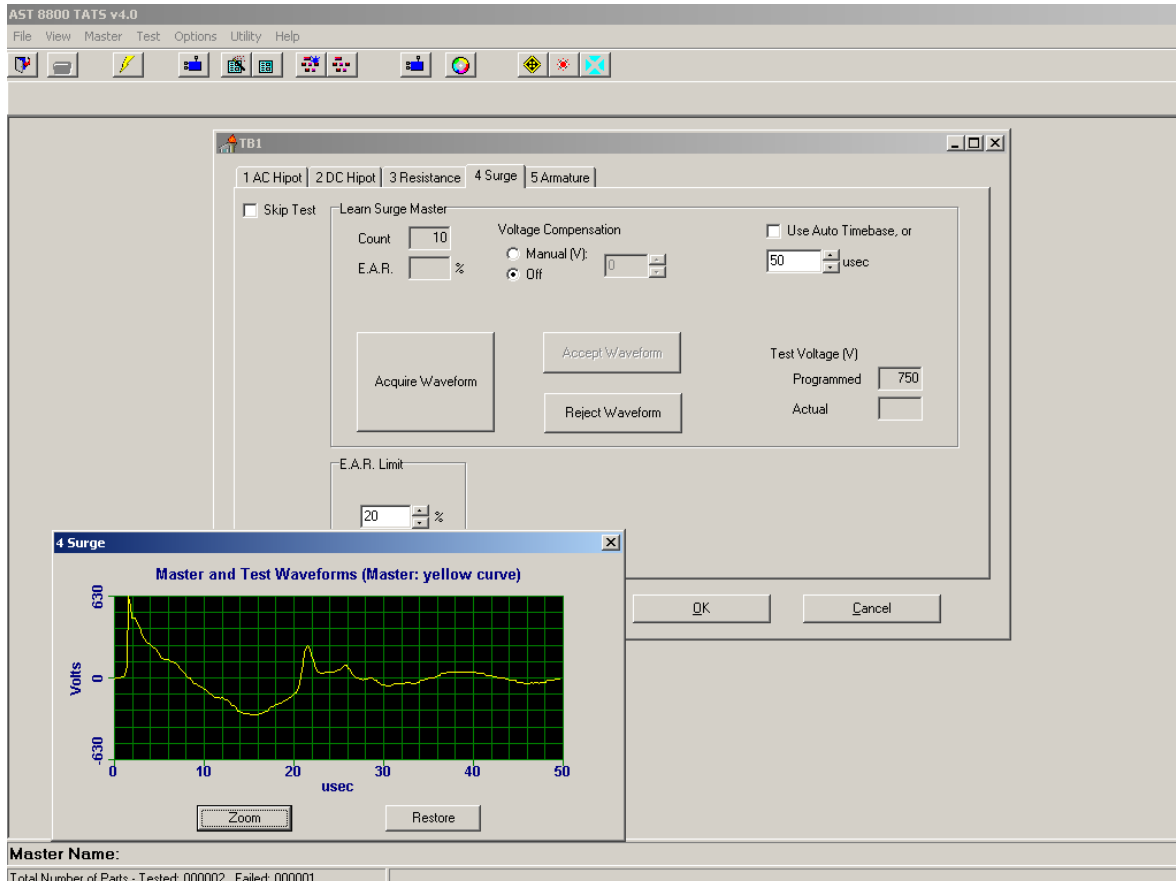 AST 8800 TATS v4.0
File View Master Test Options Utility Help
TB1
1 AC Hipot 2 DC Hipot 3 Resistance 4 Surge 5 Armature
Skip Test
Learn Surge Master
Count 10
E.A.R. %
Voltage Compensation
Manual (V):
Off
0
Use Auto Timebase, or
50 usec
Acquire Waveform
Accept Waveform
Reject Waveform
Test Voltage (V)
Programmed 750
Actual
E.A.R. Limit
20 %
OK
Cancel
4 Surge
Master and Test Waveforms (Master: yellow curve)
630
0
-630
Volts
0 10 20 30 40 50
usec
Zoom
Restore
Master Name:
Total Number of Parts - Tested: 000002 Failed: 000001